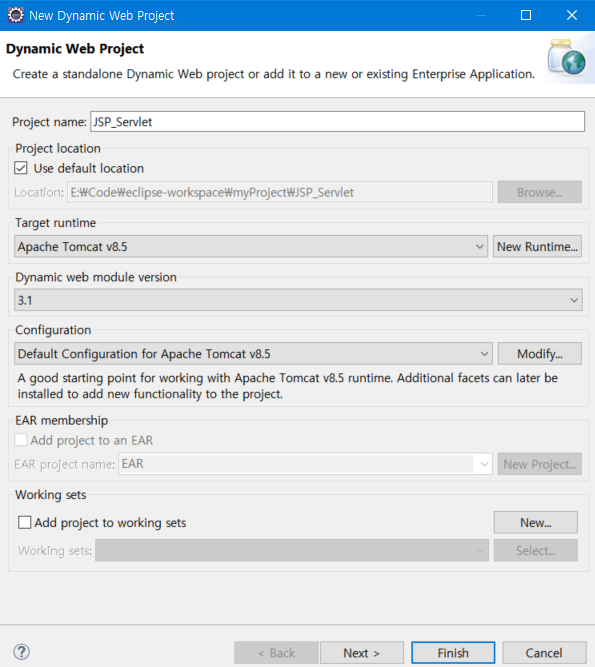 New Dynamic Web Project
Dynamic Web Project
Create a standalone Dynamic Web project or add it to a new or existing Enterprise Application.
Project name: JSP_Servlet
Project location
Use default location
Location: E:₩Code₩eclipse-workspace₩myProject₩JSP_Servlet Browse...
Target runtime
Apache Tomcat v8.5 New Runtime...
Dynamic web module version
3.1
Configuration
Default Configuration for Apache Tomcat v8.5 Modify...
A good starting point for working with Apache Tomcat v8.5 runtime. Additional facets can later be
installed to add new functionality to the project.
EAR membership
Add project to an EAR
EAR project name: EAR New Project...
Working sets
Add project to working sets New...
Working sets: Select...
? < Back Next > Finish Cancel